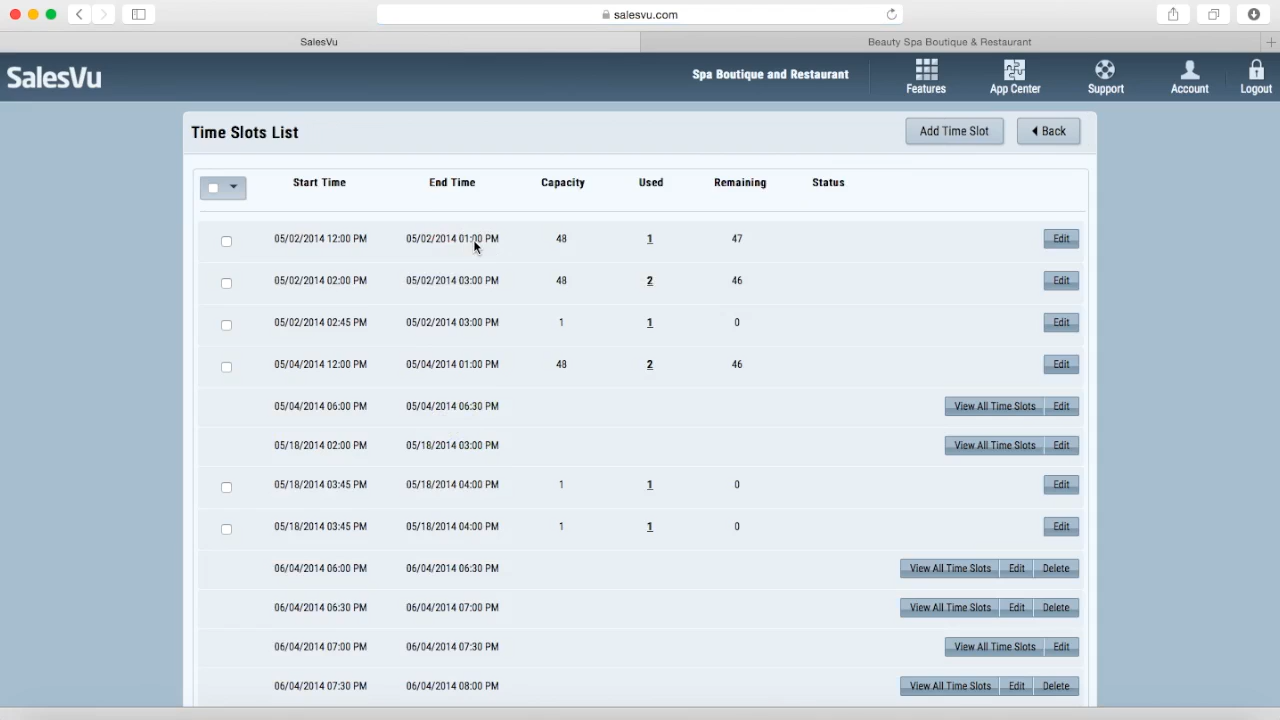 salesvu.com
SalesVu
Beauty Spa Boutique & Restaurant
SalesVu
Spa Boutique and Restaurant
Features
App Center
Support
Account
Logout
Time Slots List
Add Time Slot
Back
Start Time End Time Capacity Used Remaining Status
05/02/2014 12:00 PM 05/02/2014 01:00 PM 48 1 47 Edit
05/02/2014 02:00 PM 05/02/2014 03:00 PM 48 2 46 Edit
05/02/2014 02:45 PM 05/02/2014 03:00 PM 1 1 0 Edit
05/04/2014 12:00 PM 05/04/2014 01:00 PM 48 2 46 Edit
05/04/2014 06:00 PM 05/04/2014 06:30 PM View All Time Slots Edit
05/18/2014 02:00 PM 05/18/2014 03:00 PM View All Time Slots Edit
05/18/2014 03:45 PM 05/18/2014 04:00 PM 1 1 0 Edit
05/18/2014 03:45 PM 05/18/2014 04:00 PM 1 1 0 Edit
06/04/2014 06:00 PM 06/04/2014 06:30 PM View All Time Slots Edit Delete
06/04/2014 06:30 PM 06/04/2014 07:00 PM View All Time Slots Edit Delete
06/04/2014 07:00 PM 06/04/2014 07:30 PM View All Time Slots Edit
06/04/2014 07:30 PM 06/04/2014 08:00 PM View All Time Slots Edit Delete